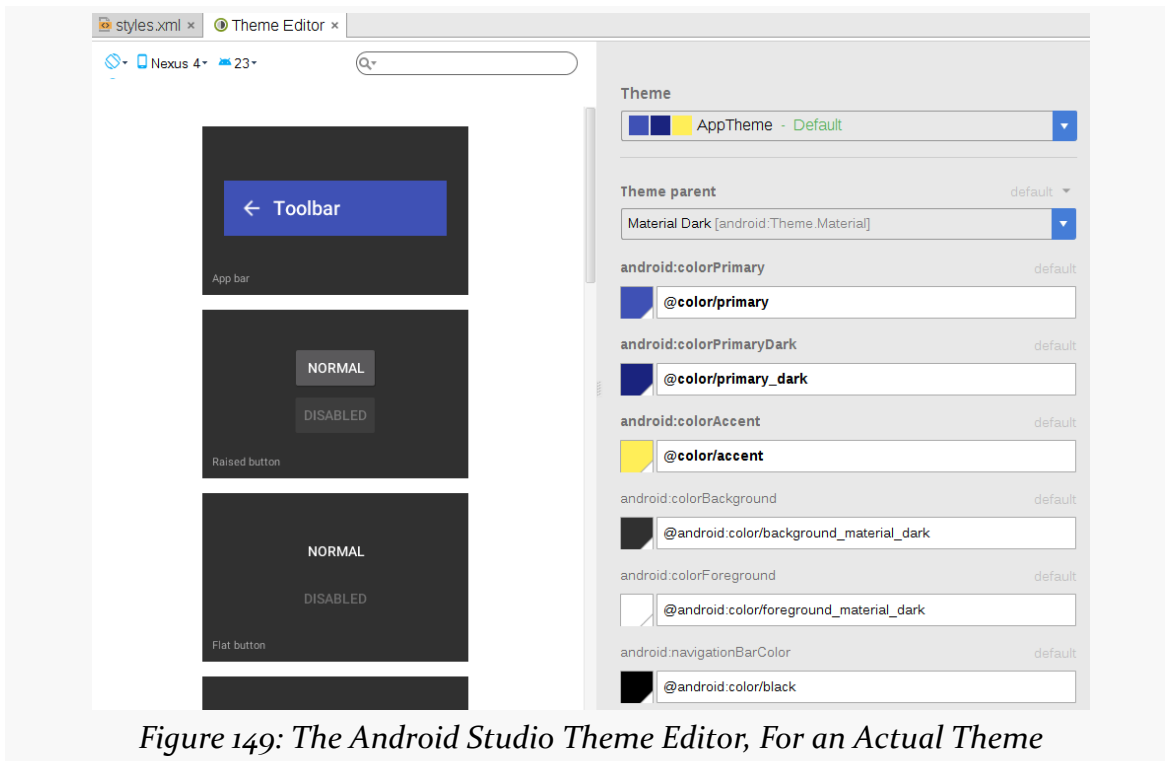 styles.xml ×
Theme Editor ×
Nexus 4
23
Toolbar
App bar
NORMAL
DISABLED
Raised button
NORMAL
DISABLED
Flat button
Theme
AppTheme - Default
Theme parent default
Material Dark [android:Theme.Material]
android:colorPrimary default
@color/primary
android:colorPrimaryDark default
@color/primary_dark
android:colorAccent default
@color/accent
android:colorBackground default
@android:color/background_material_dark
android:colorForeground default
@android:color/foreground_material_dark
android:navigationBarColor default
@android:color/black
Figure 149: The Android Studio Theme Editor, For an Actual Theme